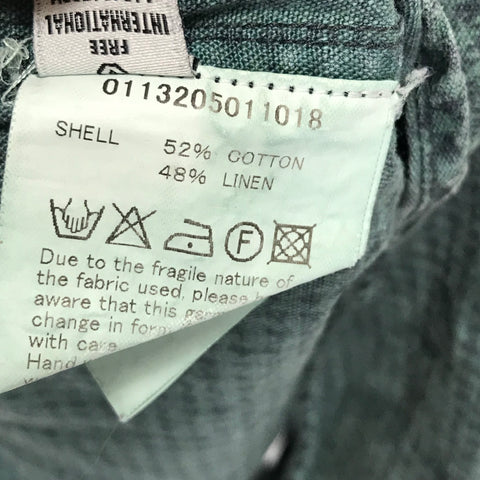 FREE
INTERNATIONAL
0113205011018
SHELL 52% COTTON
48% LINEN
F
Due to the fragile nature of
the fabric used, please
aware that this
change in form
with care
Hand